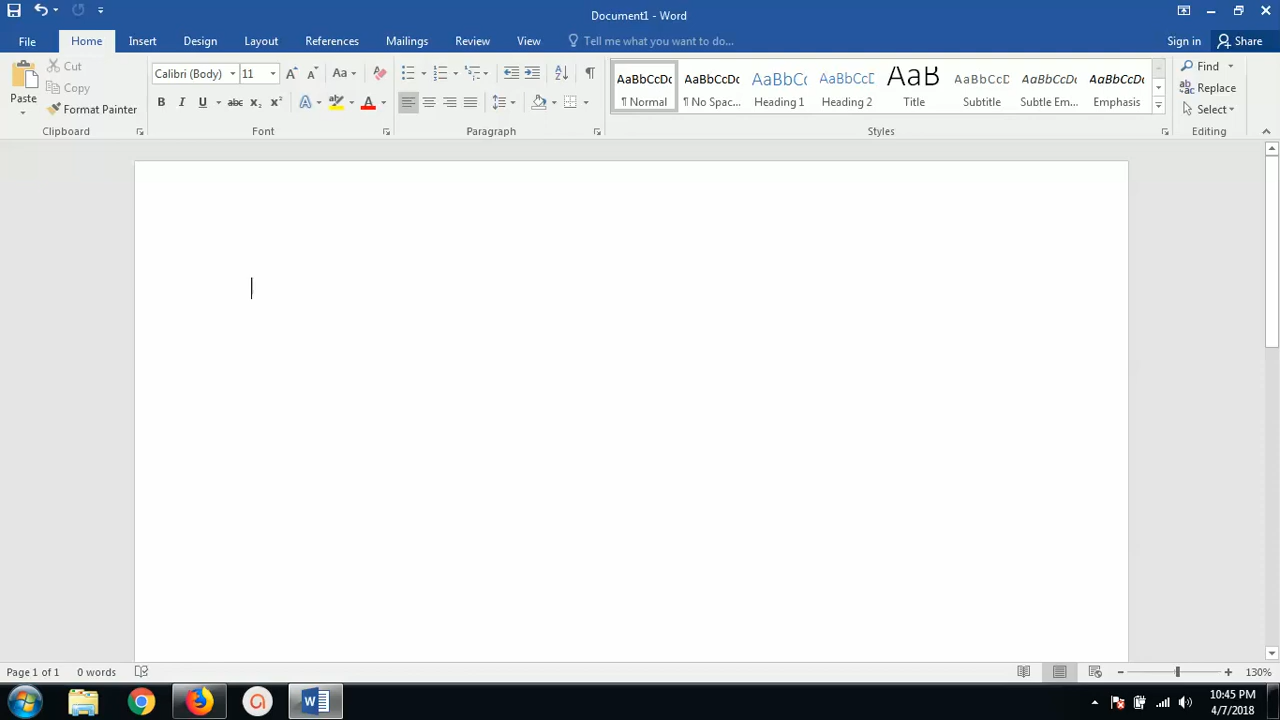 Document1 - Word
File Home Insert Design Layout References Mailings Review View Tell me what you want to do... Sign in Share
Paste
Cut
Copy
Format Painter
Clipboard
Calibri (Body) 11 Aa
B I U abc x₂ x² A A
Font
Paragraph
AaBbCcDc AaBbCcDc AaBbCc AaBbCcD AaB AaBbCcD AaBbCcDc AaBbCcDc
¶ Normal ¶ No Spac... Heading 1 Heading 2 Title Subtitle Subtle Em... Emphasis
Styles
Find
Replace
Select
Editing
Page 1 of 1 0 words 130%
10:45 PM
4/7/2018